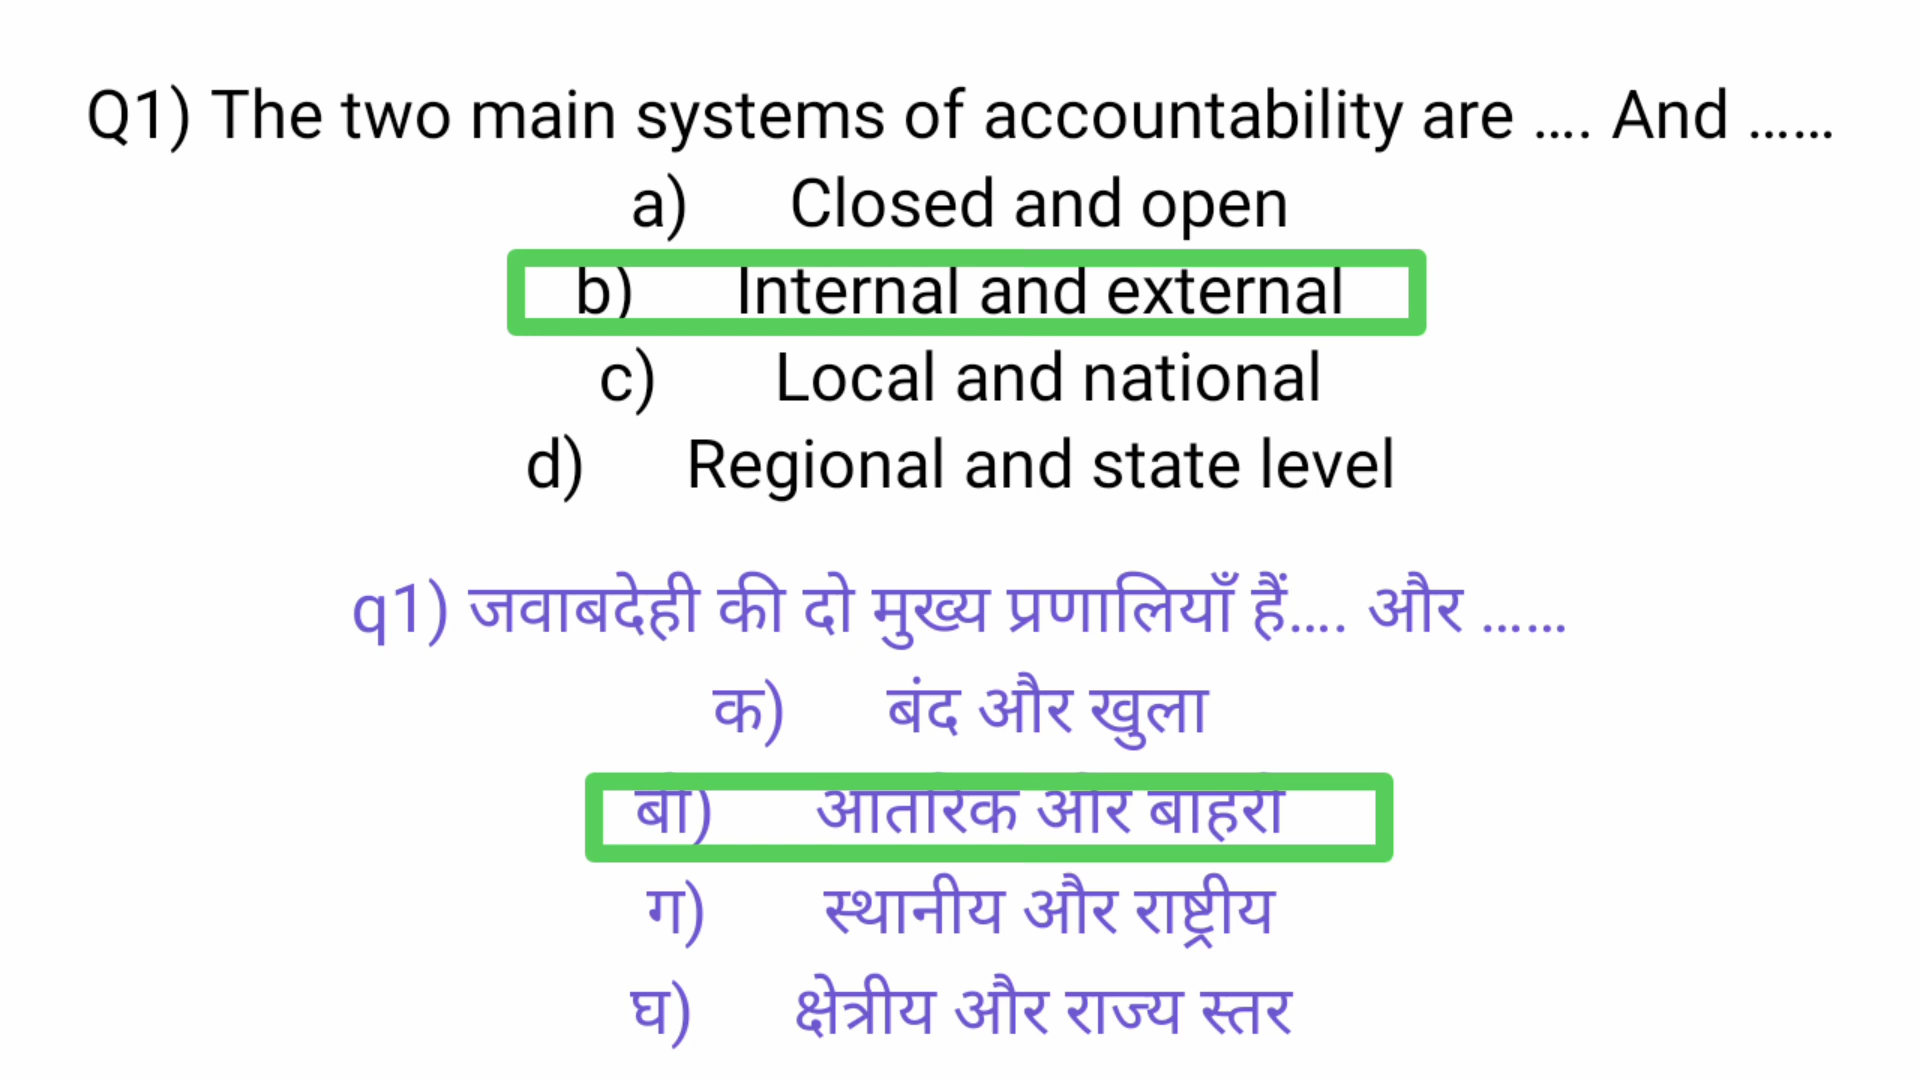 Q1) The two main systems of accountability are .... And ......
a) Closed and open
b) Internal and external
c) Local and national
d) Regional and state level
q1) जवाबदेही की दो मुख्य प्रणालियाँ हैं.... और ......
क) बंद और खुला
बी) आंतरिक और बाहरी
ग) स्थानीय और राष्ट्रीय
घ) क्षेत्रीय और राज्य स्तर